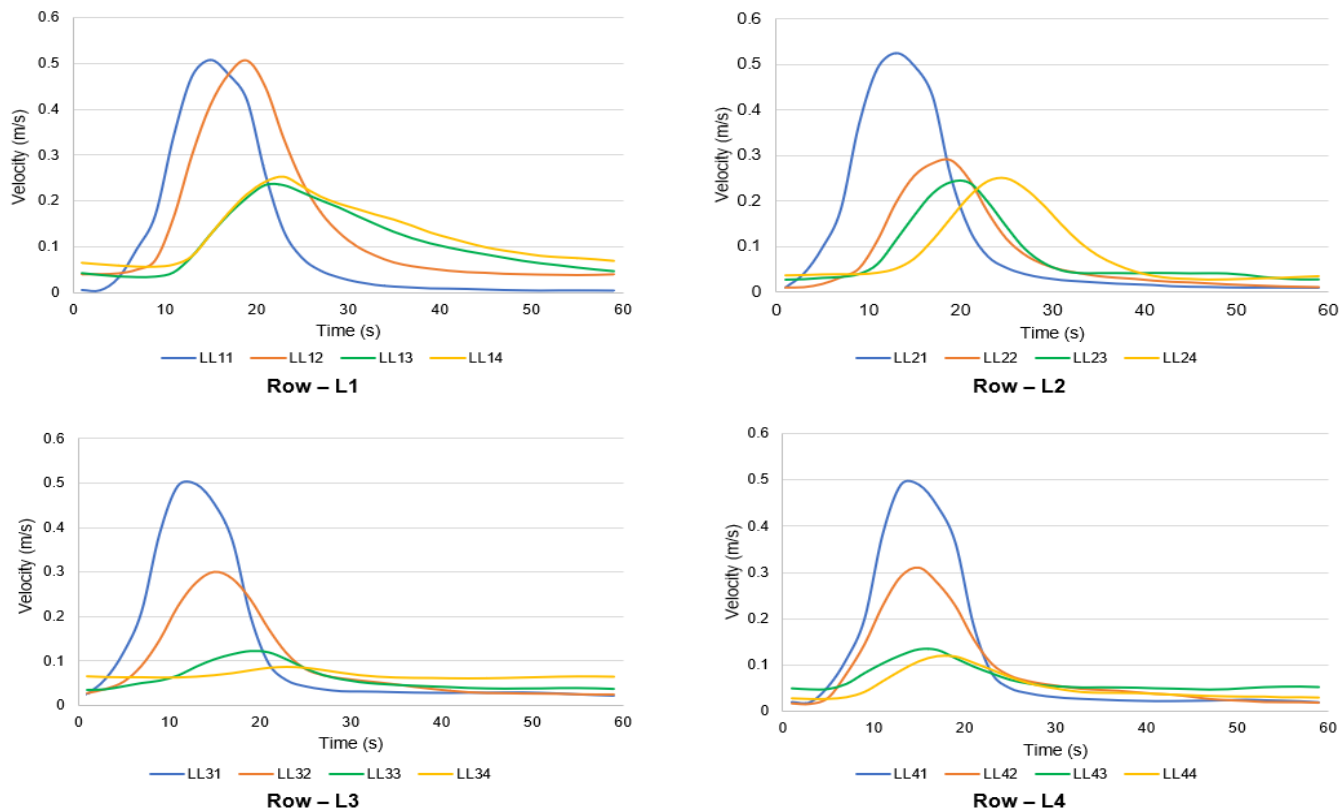 0.6
0.5
0.4
0.3
0.2
0.1
0
Velocity (m/s)
0 10 20 30 40 50 60
Time (s)
LL11 LL12 LL13 LL14
Row – L1
0.6
0.5
0.4
0.3
0.2
0.1
0
Velocity (m/s)
0 10 20 30 40 50 60
Time (s)
LL21 LL22 LL23 LL24
Row – L2
0.6
0.5
0.4
0.3
0.2
0.1
0
Velocity (m/s)
0 10 20 30 40 50 60
Time (s)
LL31 LL32 LL33 LL34
Row – L3
0.6
0.5
0.4
0.3
0.2
0.1
0
Velocity (m/s)
0 10 20 30 40 50 60
Time (s)
LL41 LL42 LL43 LL44
Row – L4